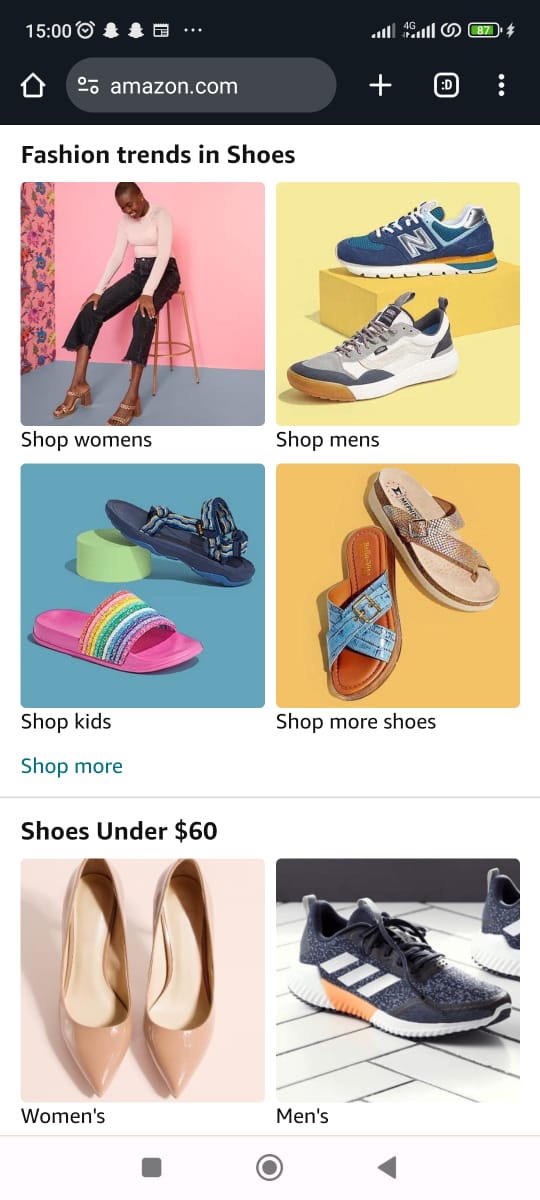 15:00
4G
87
amazon.com
:D
Fashion trends in Shoes
N
Shop womens
Shop mens
Shop kids
Shop more shoes
Shop more
Shoes Under $60
Women's
Men's